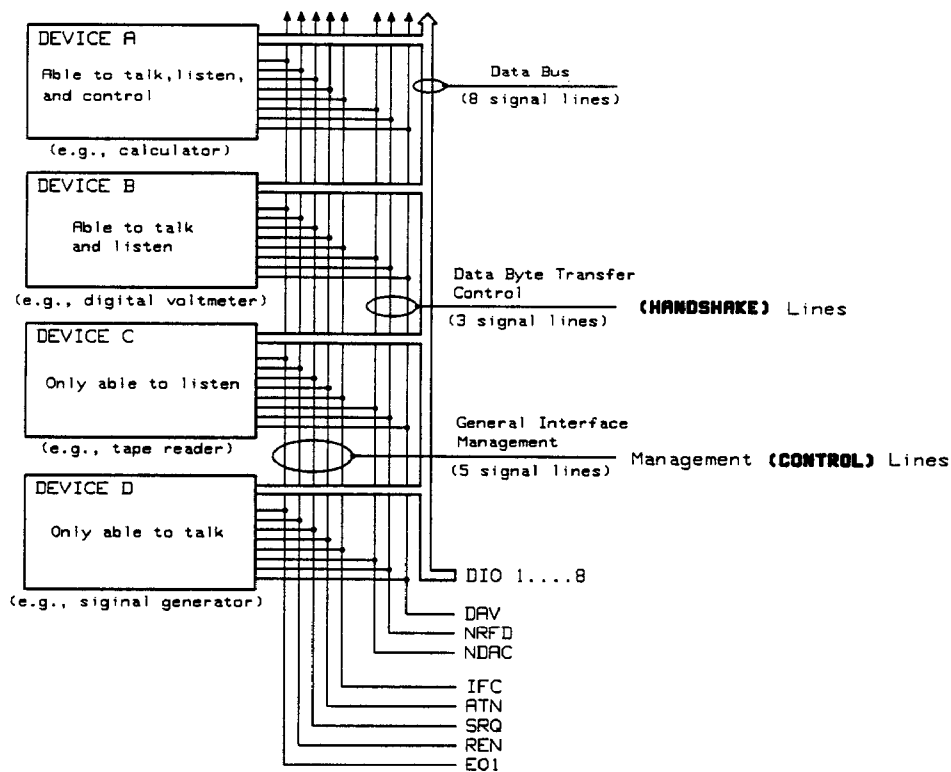 DEVICE A
Able to talk,listen,
and control
(e.g., calculator)
Data Bus
(8 signal lines)
DEVICE B
Able to talk
and listen
(e.g., digital voltmeter)
Data Byte Transfer
Control
(3 signal lines)
(HANDSHAKE) Lines
DEVICE C
Only able to listen
(e.g., tape reader)
General Interface
Management
(5 signal lines)
Management (CONTROL) Lines
DEVICE D
Only able to talk
(e.g., siginal generator)
DIO 1....8
DAV
NRFD
NDAC
IFC
ATN
SRQ
REN
EO1